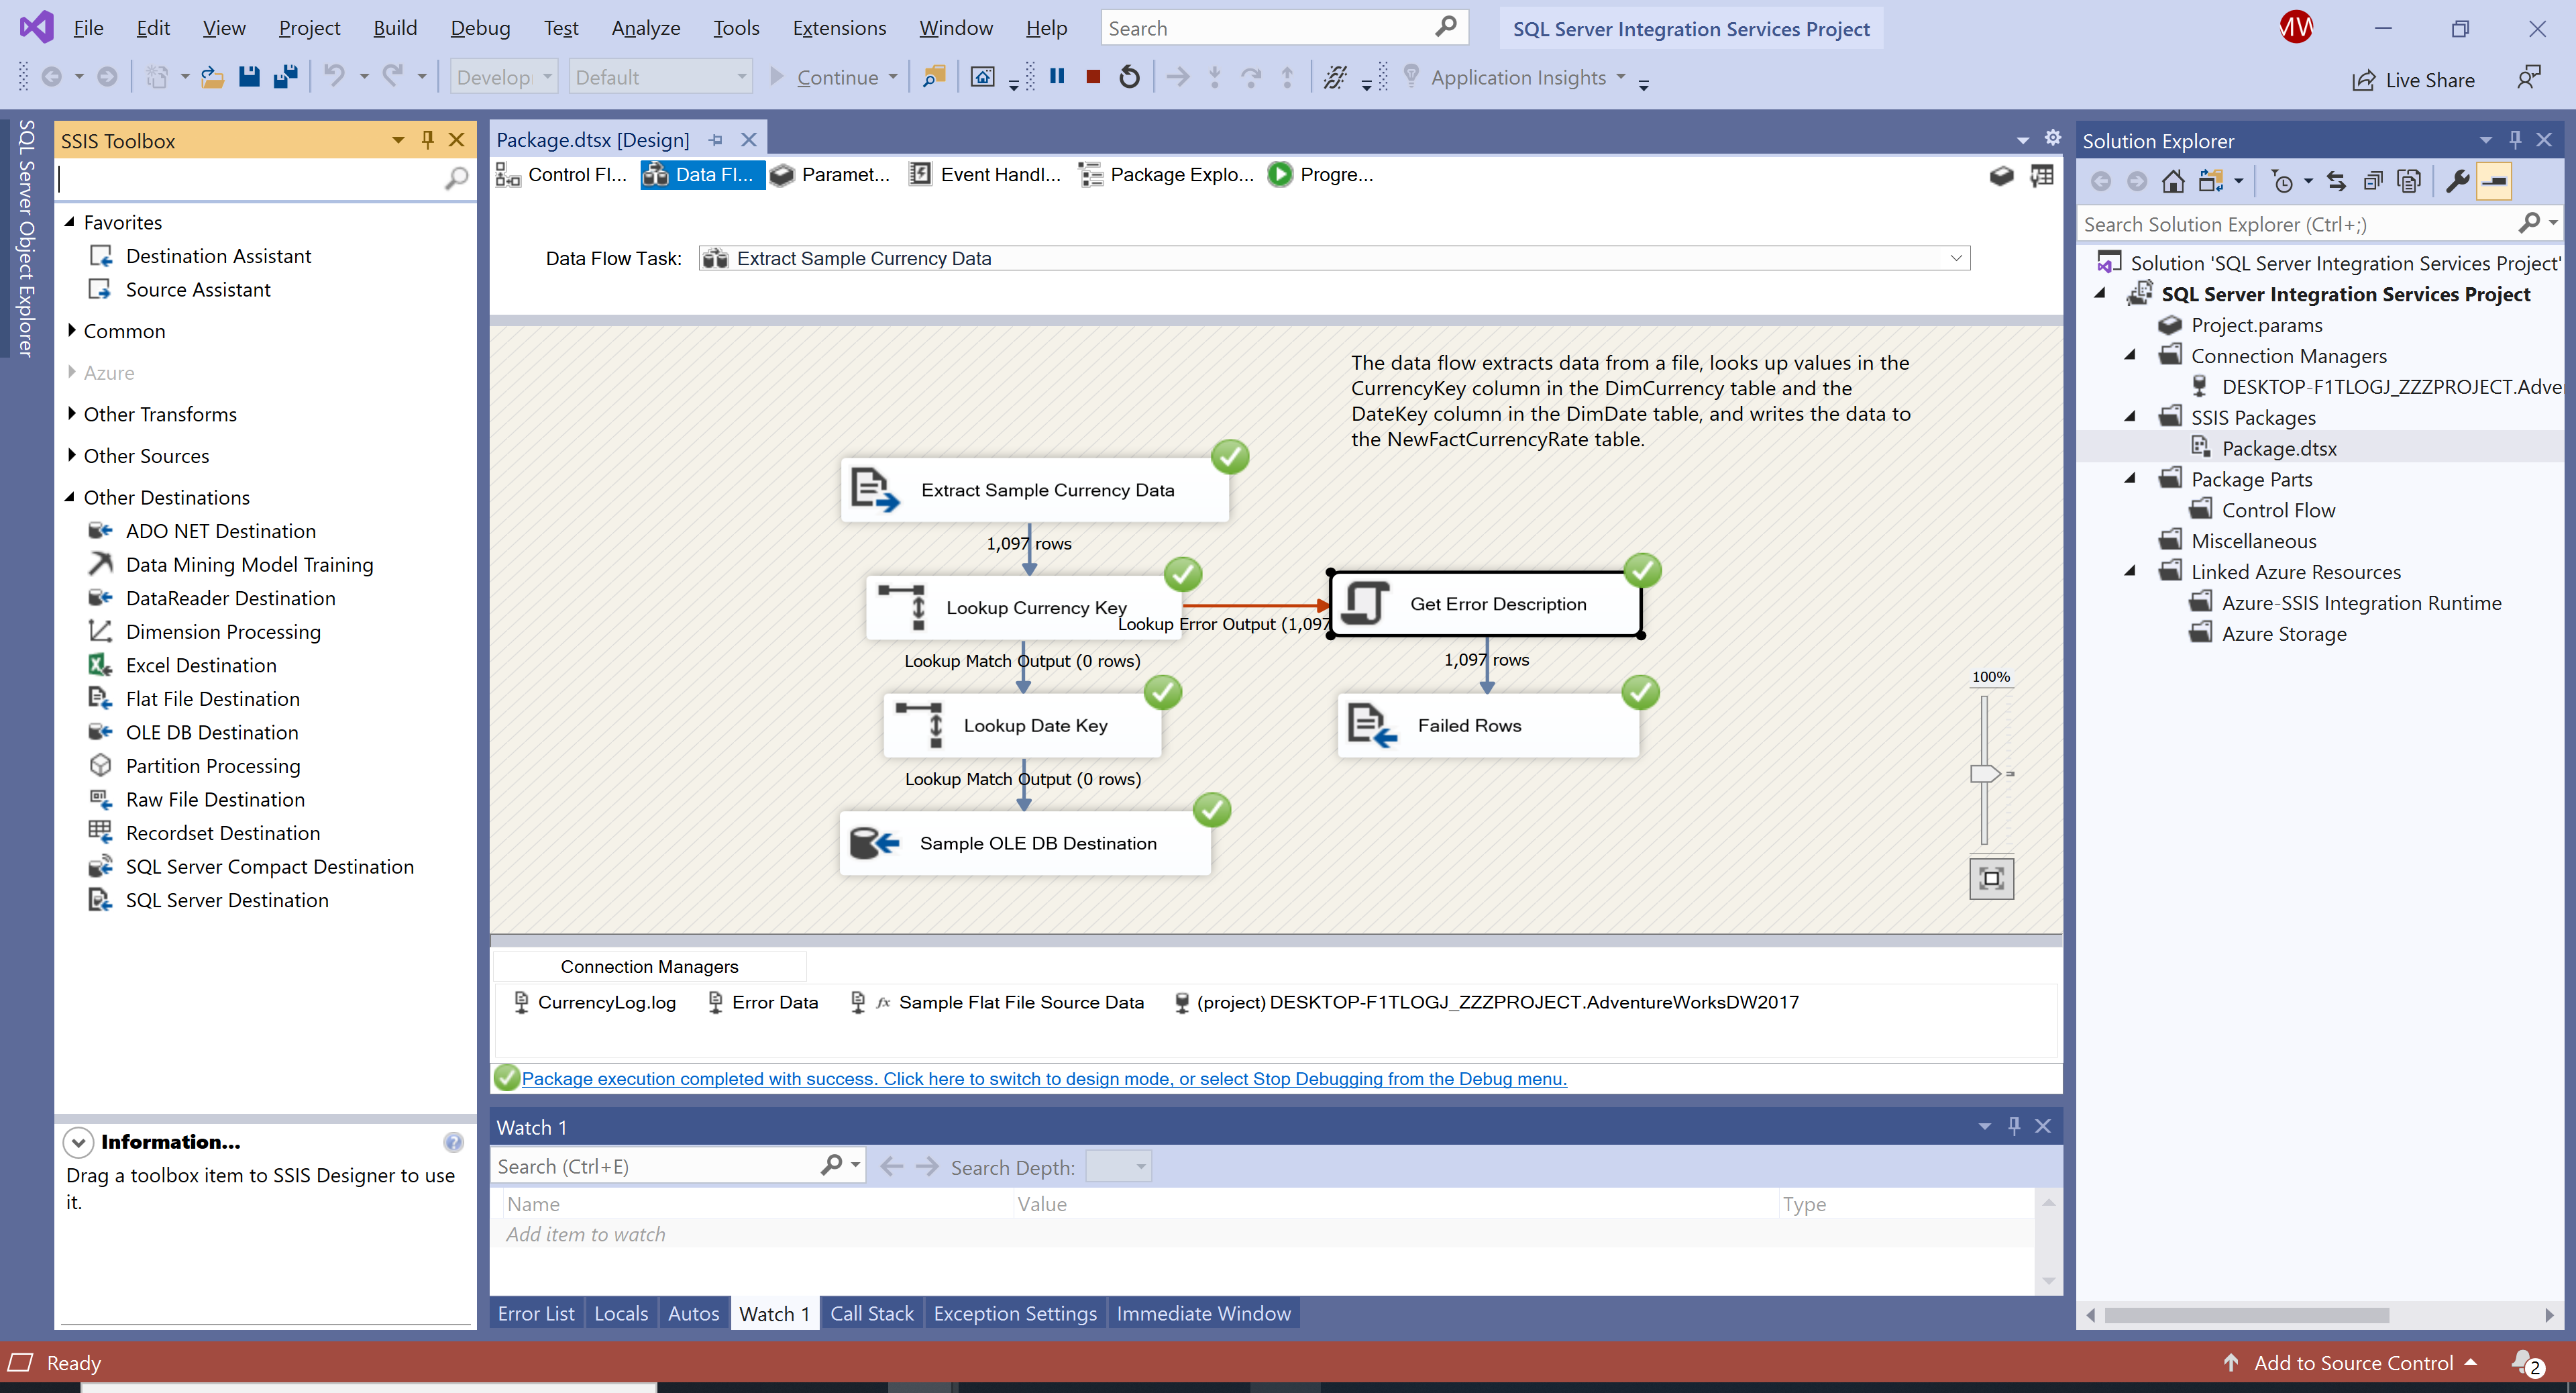 File Edit View Project Build Debug Test Analyze Tools Extensions Window Help Search SQL Server Integration Services Project MW
Develop Default Continue Application Insights Live Share
SQL Server Object Explorer
SSIS Toolbox
Favorites
Destination Assistant
Source Assistant
Common
Azure
Other Transforms
Other Sources
Other Destinations
ADO NET Destination
Data Mining Model Training
DataReader Destination
Dimension Processing
Excel Destination
Flat File Destination
OLE DB Destination
Partition Processing
Raw File Destination
Recordset Destination
SQL Server Compact Destination
SQL Server Destination
Information...
Drag a toolbox item to SSIS Designer to use
it.
Package.dtsx [Design]
Control Fl... Data Fl... Paramet... Event Handl... Package Explo... Progre...
Data Flow Task: Extract Sample Currency Data
The data flow extracts data from a file, looks up values in the
CurrencyKey column in the DimCurrency table and the
DateKey column in the DimDate table, and writes the data to
the NewFactCurrencyRate table.
Extract Sample Currency Data
1,097 rows
Lookup Currency Key
Lookup Error Output (1,097
Get Error Description
Lookup Match Output (0 rows)
1,097 rows
Lookup Date Key
Failed Rows
Lookup Match Output (0 rows)
Sample OLE DB Destination
100%
Connection Managers
CurrencyLog.log Error Data fx Sample Flat File Source Data (project) DESKTOP-F1TLOGJ_ZZZPROJECT.AdventureWorksDW2017
Package execution completed with success. Click here to switch to design mode, or select Stop Debugging from the Debug menu.
Watch 1
Search (Ctrl+E) Search Depth:
Name Value Type
Add item to watch
Error List Locals Autos Watch 1 Call Stack Exception Settings Immediate Window
Solution Explorer
Search Solution Explorer (Ctrl+;)
Solution 'SQL Server Integration Services Project'
SQL Server Integration Services Project
Project.params
Connection Managers
DESKTOP-F1TLOGJ_ZZZPROJECT.Adve
SSIS Packages
Package.dtsx
Package Parts
Control Flow
Miscellaneous
Linked Azure Resources
Azure-SSIS Integration Runtime
Azure Storage
Ready Add to Source Control 2